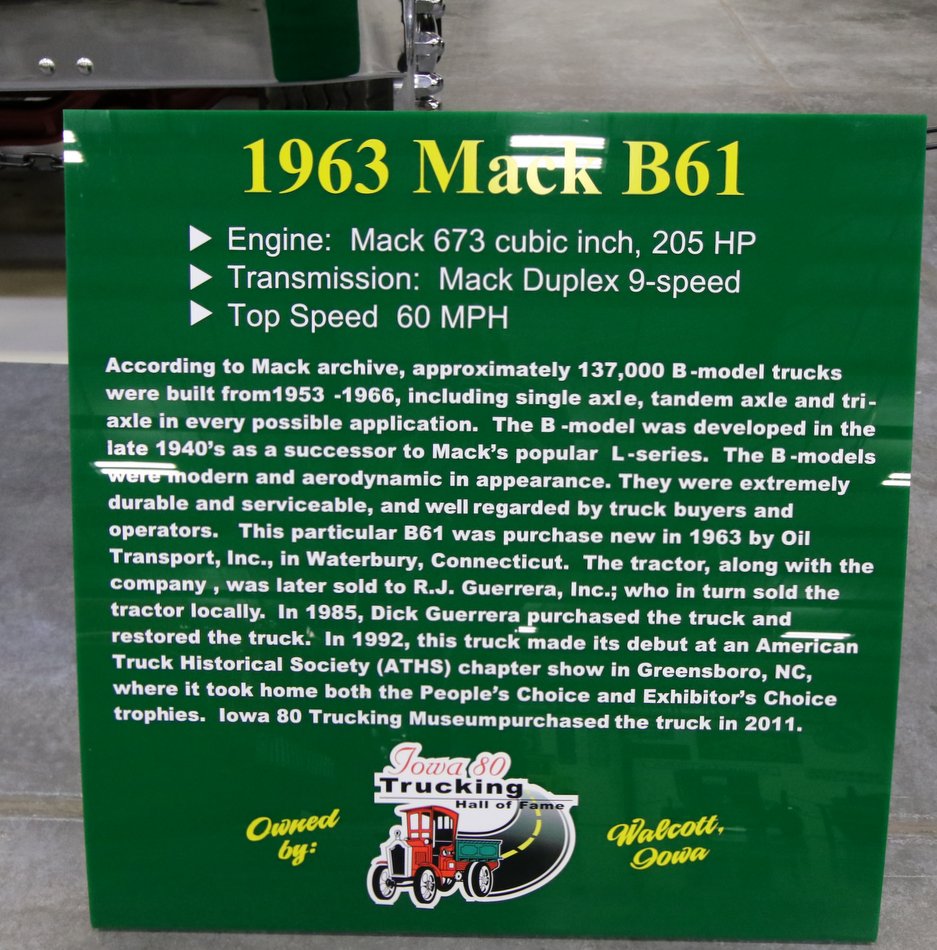 1963 Mack B61
Engine: Mack 673 cubic inch, 205 HP
Transmission: Mack Duplex 9-speed
Top Speed 60 MPH
According to Mack archive, approximately 137,000 B-model trucks
were built from1953 -1966, including single axle, tandem axle and tri-
axle in every possible application. The B-model was developed in the
late 1940's as a successor to Mack's popular L-series. The B-models
were modern and aerodynamic in appearance. They were extremely
durable and serviceable, and well regarded by truck buyers and
operators. This particular B61 was purchase new in 1963 by Oil
Transport, Inc., in Waterbury, Connecticut. The tractor, along with the
company , was later sold to R.J. Guerrera, Inc.; who in turn sold the
tractor locally. In 1985, Dick Guerrera purchased the truck and
restored the truck. In 1992, this truck made its debut at an American
Truck Historical Society (ATHS) chapter show in Greensboro, NC,
where it took home both the People's Choice and Exhibitor's Choice
trophies. Iowa 80 Trucking Museumpurchased the truck in 2011.
Iowa 80
Trucking
Hall of Fame
Owned
by:
Walcott,
Iowa